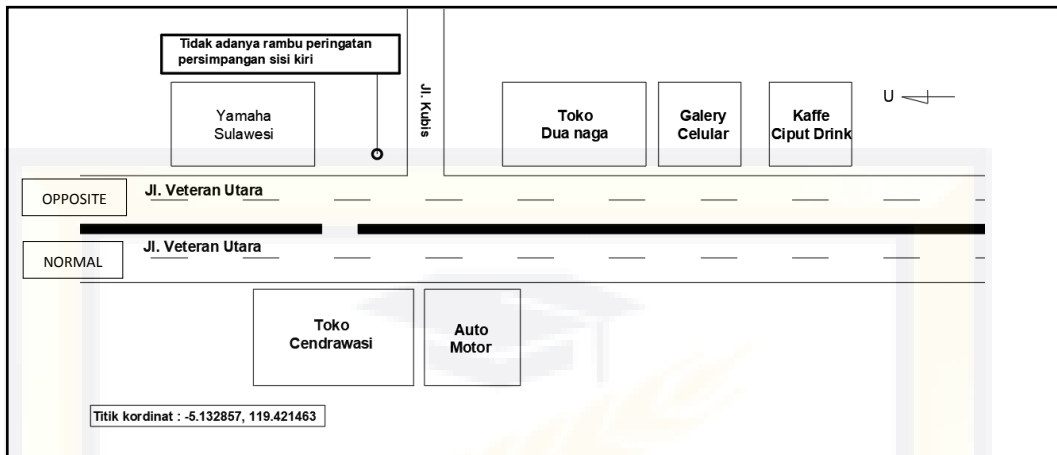 Tidak adanya rambu peringatan
persimpangan sisi kiri
Jl. Kubis
U
Yamaha
Sulawesi
Toko
Dua naga
Galery
Celular
Kaffe
Ciput Drink
OPPOSITE
Jl. Veteran Utara
Jl. Veteran Utara
NORMAL
Toko
Cendrawasi
Auto
Motor
Titik kordinat : -5.132857, 119.421463